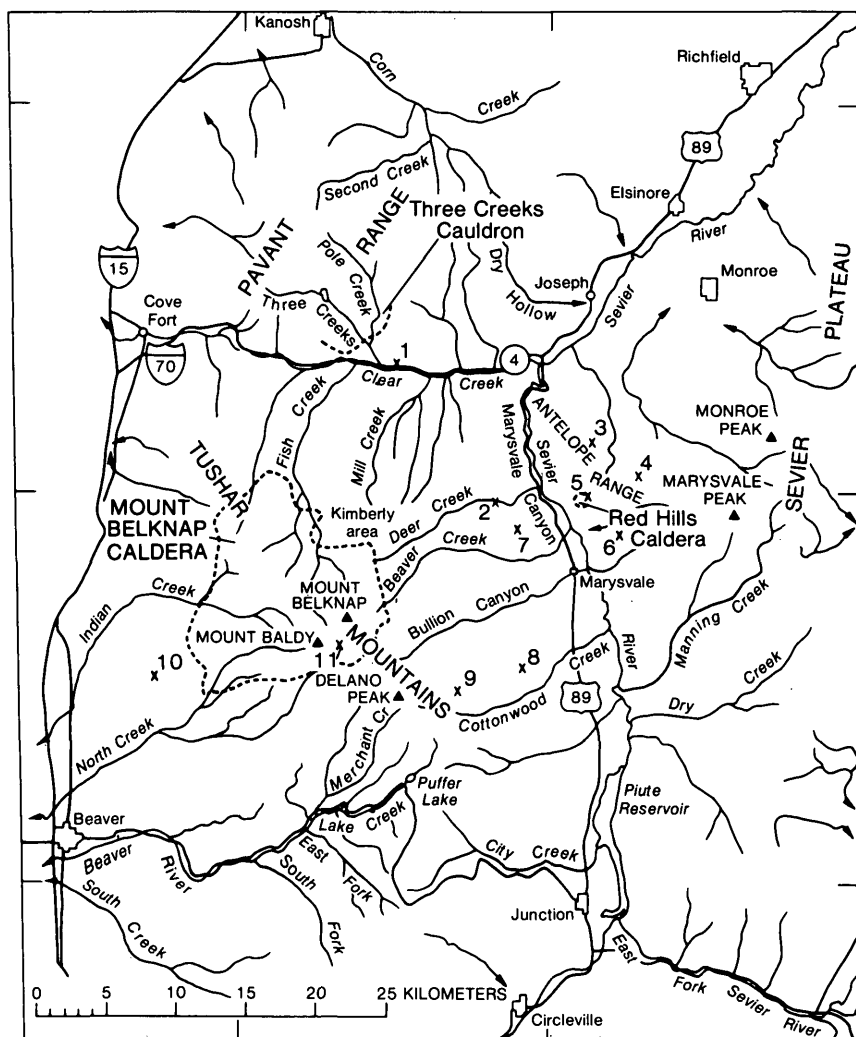 Kanosh
Corn
Creek
Richfield
89
Second Creek
Elsinore
Three Creeks
Cauldron
PAVANT
RANGE
Pole Creek
Dry
Hollow
River
Monroe
Joseph
Sevier
PLATEAU
15
Cove
Fort
Three
Creeks
70
1
4
Clear
Creek
Creek
Fish
Mill Creek
Marysvale
Sevier
Canyon
ANTELOPE
RANGE
3
4
MONROE
PEAK
MARYSVALE
PEAK
SEVIER
TUSHAR
MOUNT
BELKNAP
CALDERA
Kimberly
area
Deer Creek
2
5
Red Hills
Caldera
7
6
Beaver
Creek
Marysvale
MOUNT
BELKNAP
Bullion Canyon
Indian
Creek
MOUNT BALDY
MOUNTAINS
10
11
DELANO
PEAK
9
8
Cottonwood
Creek
River
Manning Creek
89
Dry
Creek
North Creek
Merchant Cr
Puffer
Lake
Piute
Reservoir
Lake
Creek
Beaver
Beaver
River
East
Fork
South
Fork
City
Creek
South
Creek
Junction
East
Fork
Sevier
River
0 5 10 15 20 25 KILOMETERS
Circleville